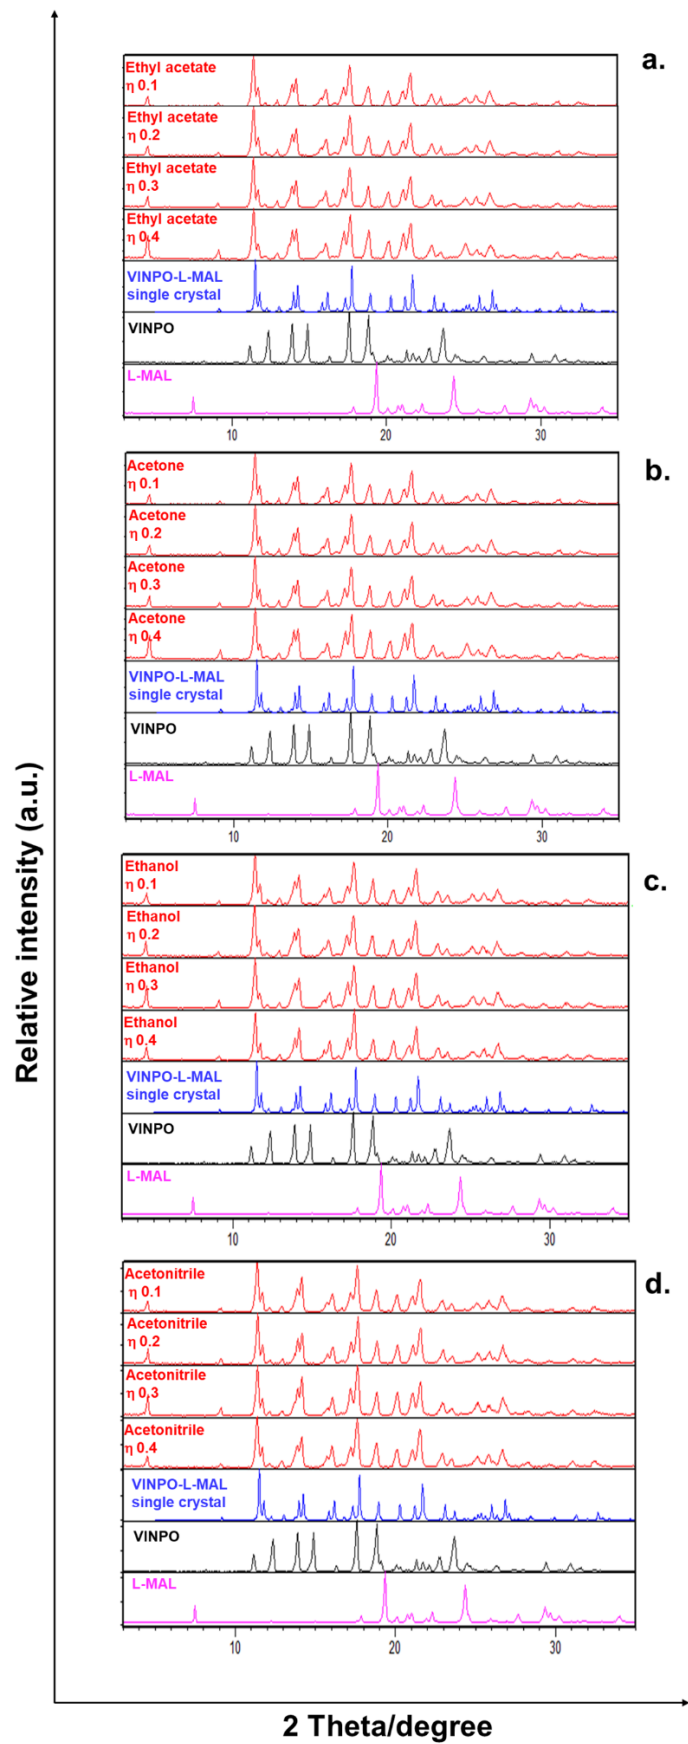 a.
Ethyl acetate
η 0.1
Ethyl acetate
η 0.2
Ethyl acetate
η 0.3
Ethyl acetate
η 0.4
VINPO-L-MAL
single crystal
VINPO
L-MAL
10 20 30
b.
Acetone
η 0.1
Acetone
η 0.2
Acetone
η 0.3
Acetone
η 0.4
VINPO-L-MAL
single crystal
VINPO
L-MAL
10 20 30
c.
Ethanol
η 0.1
Ethanol
η 0.2
Ethanol
η 0.3
Ethanol
η 0.4
VINPO-L-MAL
single crystal
VINPO
L-MAL
10 20 30
d.
Acetonitrile
η 0.1
Acetonitrile
η 0.2
Acetonitrile
η 0.3
Acetonitrile
η 0.4
VINPO-L-MAL
single crystal
VINPO
L-MAL
10 20 30
Relative intensity (a.u.)
2 Theta/degree